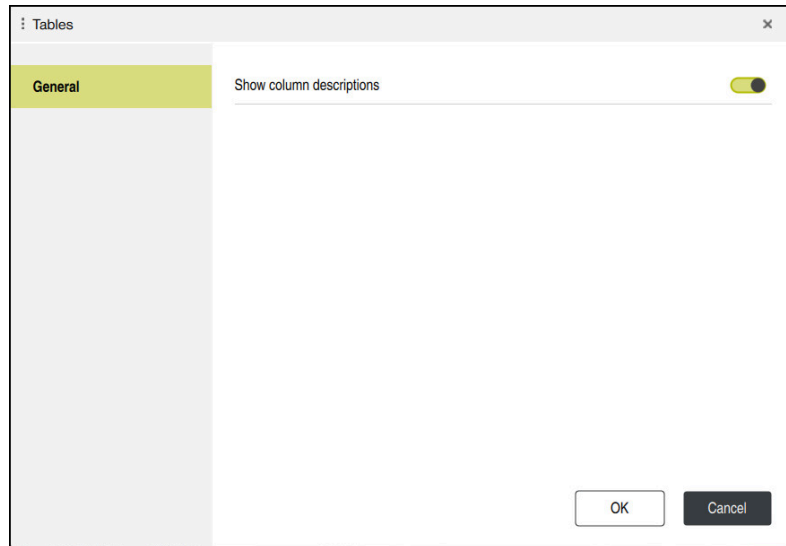 Tables
General
Show column descriptions
OK
Cancel